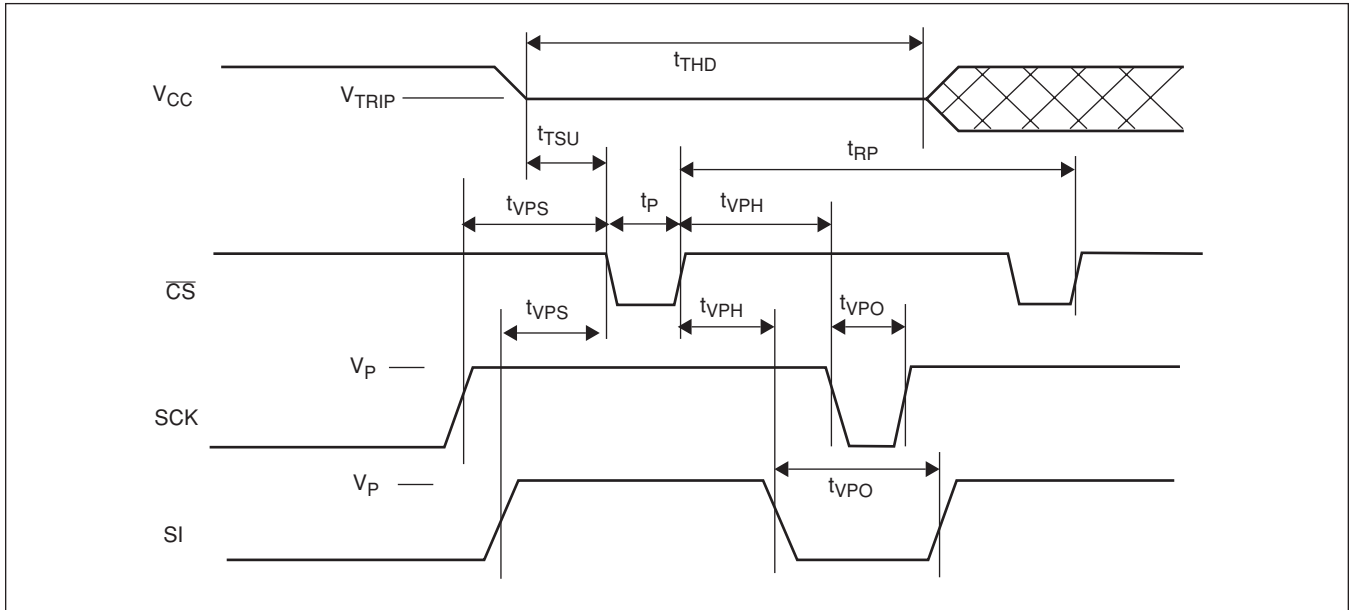 tTHD
VCC
VTRIP
tTSU
tRP
tVPS
tP
tVPH
CS
tVPS
tVPH
tVPO
VP
SCK
VP
tVPO
SI